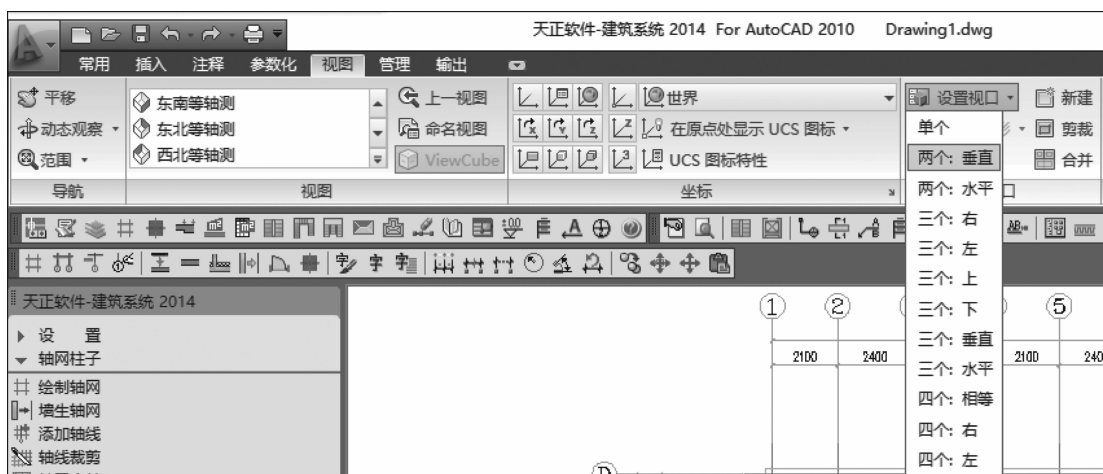 天正软件-建筑系统 2014 For AutoCAD 2010 Drawing1.dwg
常用 插入 注释 参数化 视图 管理 输出
平移
动态观察
范围
导航
东南等轴测
东北等轴测
西北等轴测
上一视图
命名视图
ViewCube
视图
世界
在原点处显示 UCS 图标
UCS 图标特性
坐标
设置视口
新建
剪裁
合并
口
单个
两个: 垂直
两个: 水平
三个: 右
三个: 左
三个: 上
三个: 下
三个: 垂直
三个: 水平
四个: 相等
四个: 右
四个: 左
天正软件-建筑系统 2014
设 置
轴网柱子
绘制轴网
墙生轴网
添加轴线
轴线裁剪
1 2 5
2100 2400 2100 240
D